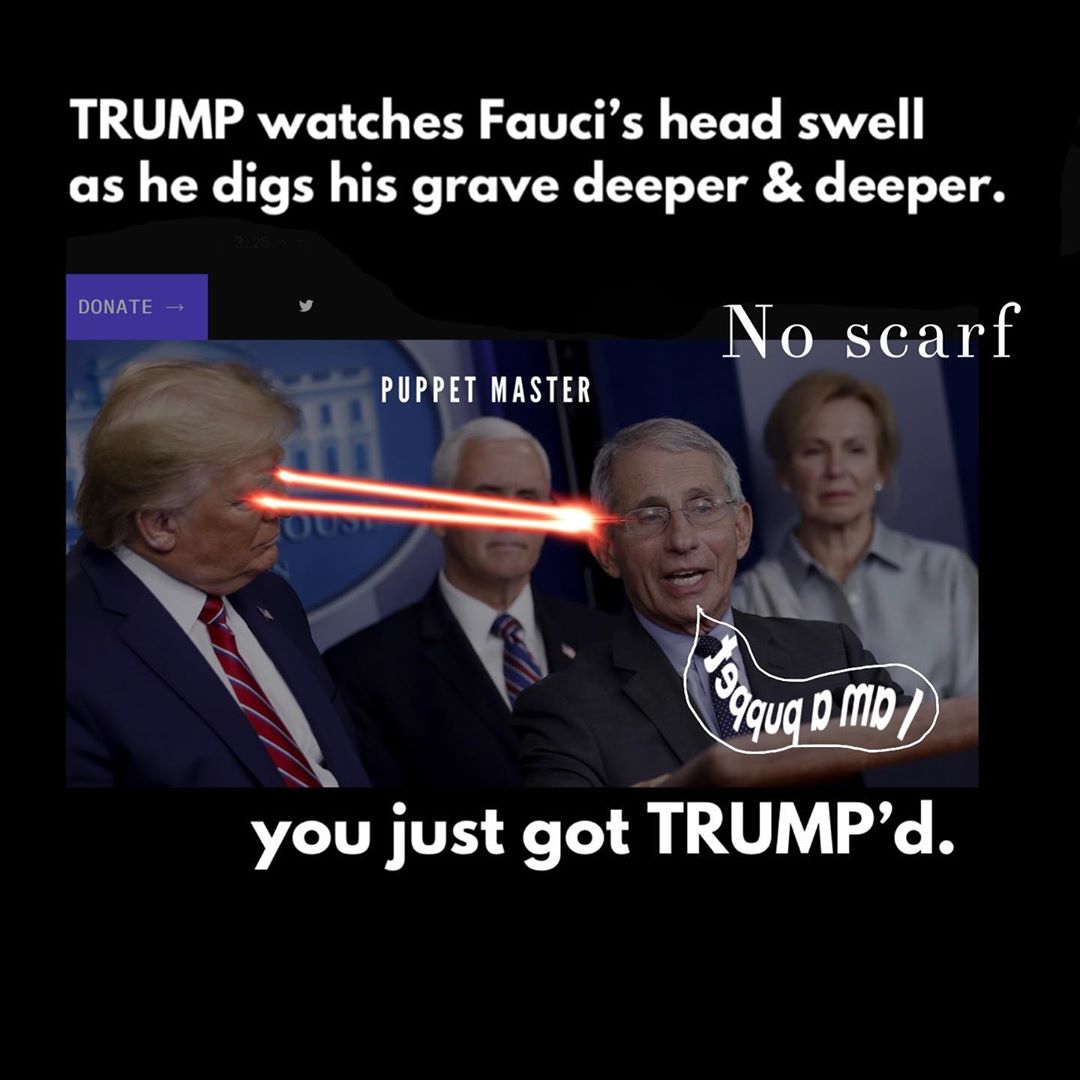 TRUMP watches Fauci's head swell
as he digs his grave deeper & deeper.
3:25
DONATE →
No scarf
PUPPET MASTER
OUSE
I am a puppet
you just got TRUMP'd.